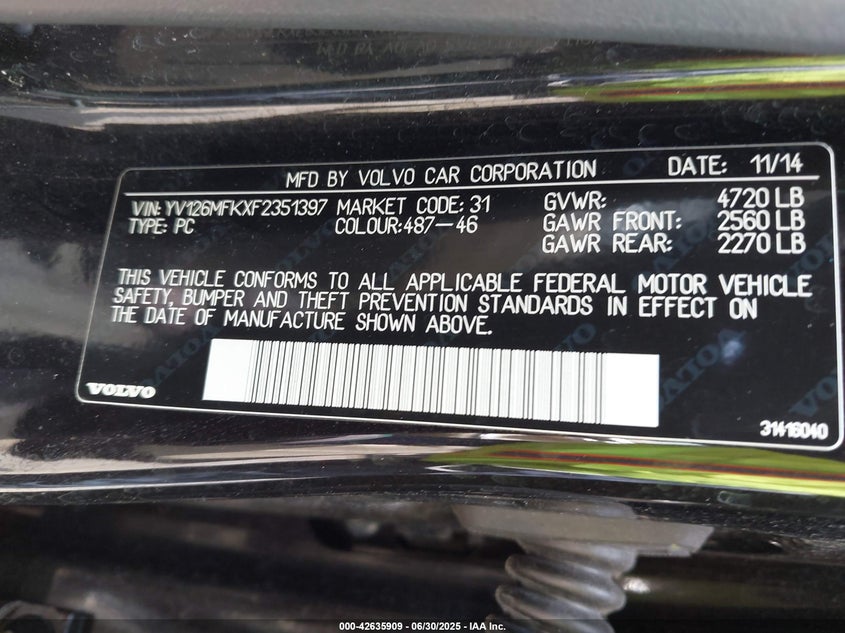 MFD BY VOLVO CAR CORPORATION DATE: 11/14
VIN: YV126MFKXF2351397 MARKET CODE: 31 GVWR: 4720 LB
TYPE: PC COLOUR:487-46 GAWR FRONT: 2560 LB
GAWR REAR: 2270 LB
THIS VEHICLE CONFORMS TO ALL APPLICABLE FEDERAL MOTOR VEHICLE
SAFETY, BUMPER AND THEFT PREVENTION STANDARDS IN EFFECT ON
THE DATE OF MANUFACTURE SHOWN ABOVE.
VOLVO
31416040
000-42635909 - 06/30/2025 - IAA Inc.